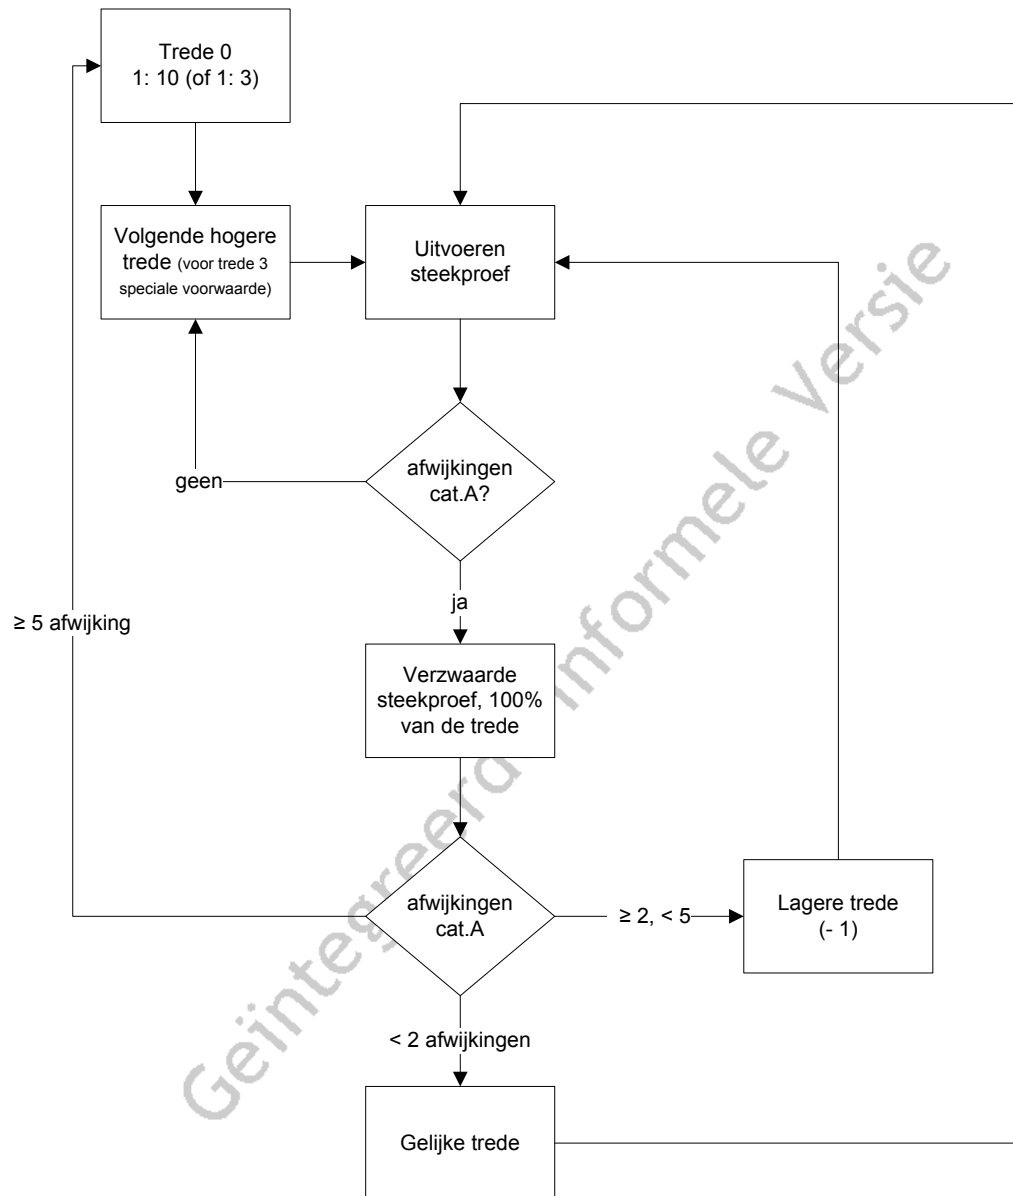 Trede 0
1: 10 (of 1: 3)
Volgende hogere
trede (voor trede 3
speciale voorwaarde)
Uitvoeren
steekproef
afwijkingen
cat.A?
geen
ja
≥ 5 afwijking
Verzwaarde
steekproef, 100%
van de trede
afwijkingen
cat.A
≥ 2, < 5
Lagere trede
(- 1)
< 2 afwijkingen
Gelijke trede
Geïntegreerd informele Versie